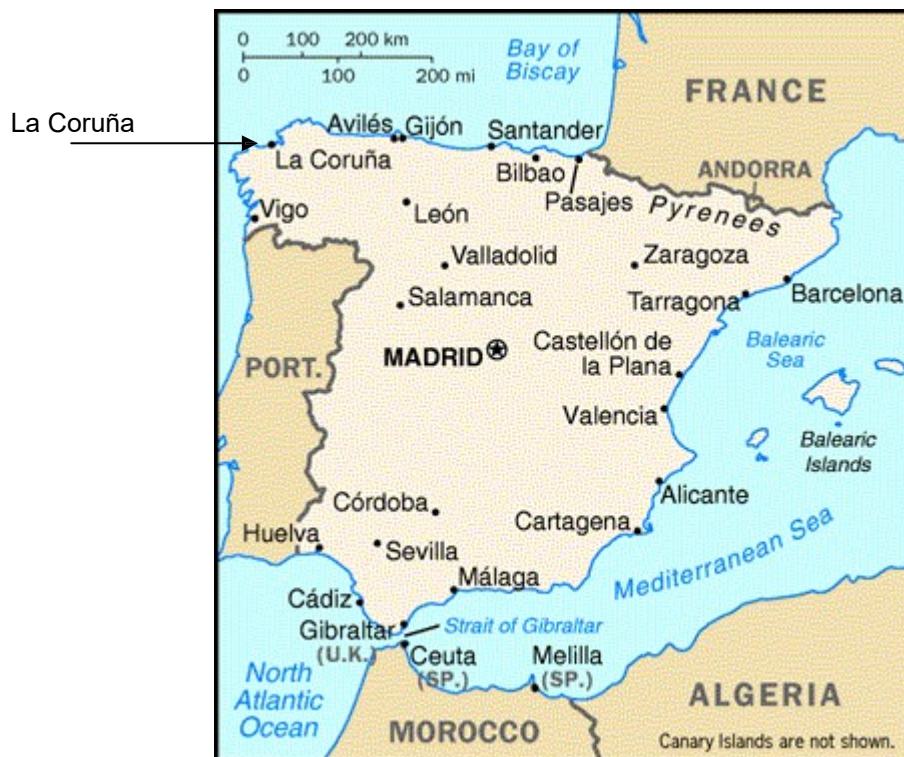 La Coruña
0 100 200 km
0 100 200 mi
Bay of
Biscay
FRANCE
Avilés Gijón
Santander
La Coruña
Bilbao
ANDORRA
Pasajes
Pyrenees
Vigo
León
Valladolid
Zaragoza
Salamanca
Tarragona
Barcelona
MADRID
Castellón de
la Plana
Balearic
Sea
PORT.
Valencia
Balearic
Islands
Alicante
Córdoba
Cartagena
Huelva
Sevilla
Mediterranean Sea
Málaga
Cádiz
Gibraltar
(U.K.)
Strait of Gibraltar
Ceuta
(SP.)
Melilla
(SP.)
North
Atlantic
Ocean
ALGERIA
MOROCCO
Canary Islands are not shown.